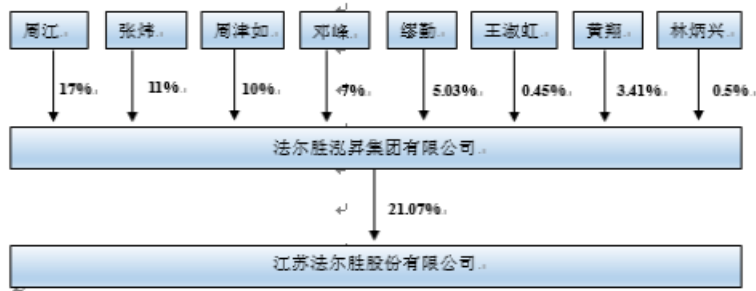 周江 张炜 周津如 邓峰 缪勤 王淑虹 黄翔 林炳兴
17% 11% 10% 7% 5.03% 0.45% 3.41% 0.5%
法尔胜泓昇集团有限公司
21.07%
江苏法尔胜股份有限公司